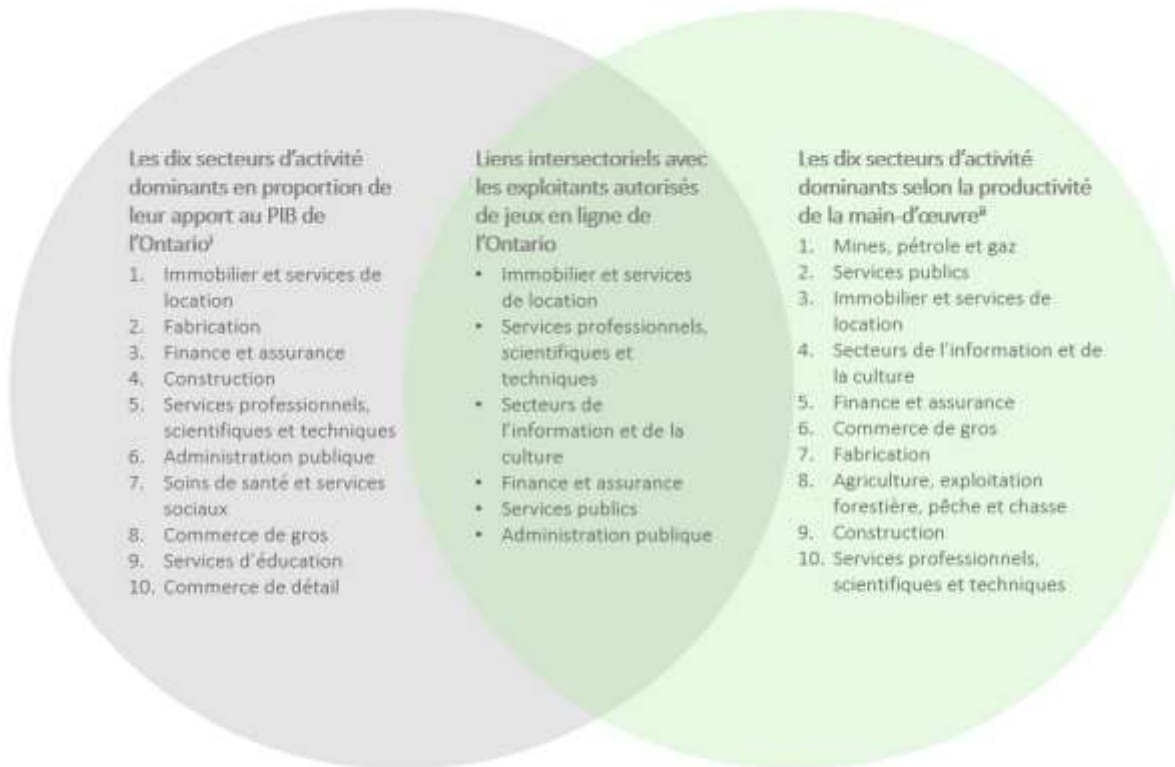 Les dix secteurs d'activité
dominants en proportion de
leur apport au PIB de
l'Ontarioⁱ
1. Immobilier et services de
location
2. Fabrication
3. Finance et assurance
4. Construction
5. Services professionnels,
scientifiques et techniques
6. Administration publique
7. Soins de santé et services
sociaux
8. Commerce de gros
9. Services d'éducation
10. Commerce de détail
Liens intersectoriels avec
les exploitants autorisés
de jeux en ligne de
l'Ontario
• Immobilier et services
de location
• Services professionnels,
scientifiques et
techniques
• Secteurs de
l'information et de la
culture
• Finance et assurance
• Services publics
• Administration publique
Les dix secteurs d'activité
dominants selon la productivité
de la main-d'œuvreⁱⁱ
1. Mines, pétrole et gaz
2. Services publics
3. Immobilier et services de
location
4. Secteurs de l'information et de
la culture
5. Finance et assurance
6. Commerce de gros
7. Fabrication
8. Agriculture, exploitation
forestière, pêche et chasse
9. Construction
10. Services professionnels,
scientifiques et techniques